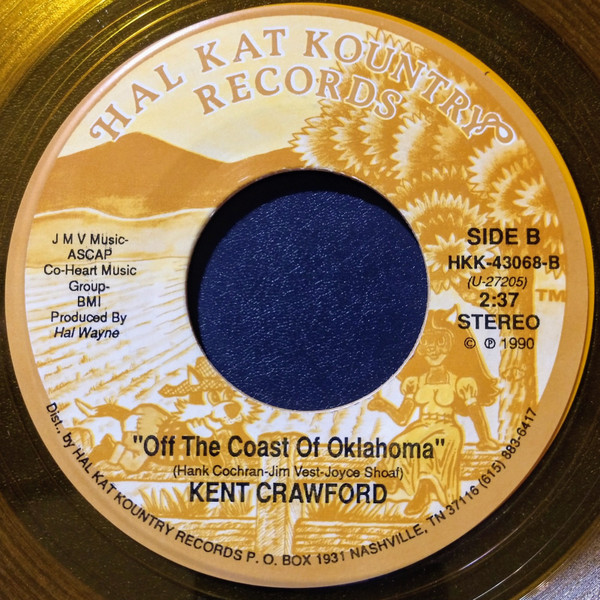 HAL KAT KOUNTRY
RECORDS
J M V Music-
ASCAP
Co-Heart Music
Group-
BMI
Produced By
Hal Wayne
SIDE B
HKK-43068-B
(U-27205)
2:37
STEREO
© ℗ 1990
TM
"Off The Coast Of Oklahoma"
(Hank Cochran-Jim Vest-Joyce Shoaf)
KENT CRAWFORD
Dist. by HAL KAT KOUNTRY RECORDS P. O. BOX 1931 NASHVILLE, TN 37116 (615) 983-6417